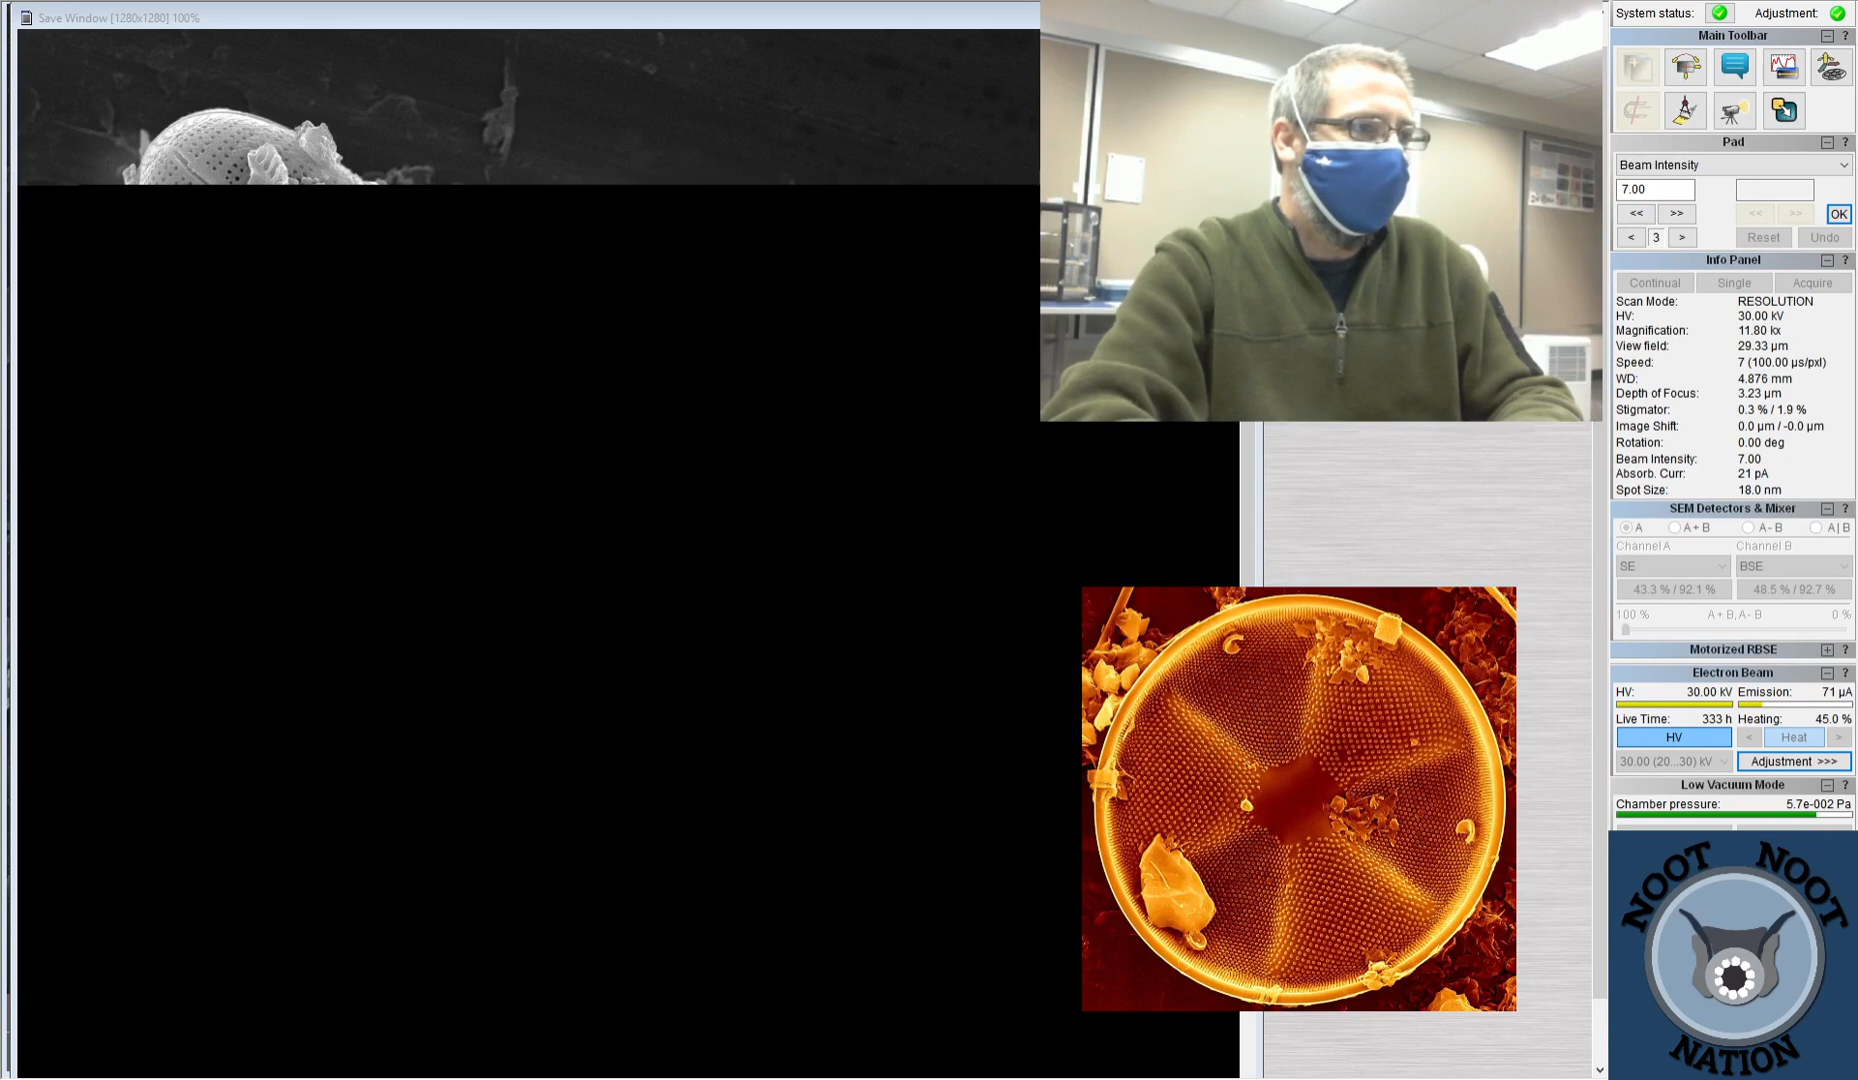 Save Window [1280x1280] 100%
System status: Adjustment:
Main Toolbar ?
Pad ?
Beam Intensity
7.00
<< >> << >> OK
< 3 > Reset Undo
Info Panel ?
Continual Single Acquire
Scan Mode: RESOLUTION
HV: 30.00 kV
Magnification: 11.80 kx
View field: 29.33 µm
Speed: 7 (100.00 µs/pxl)
WD: 4.876 mm
Depth of Focus: 3.23 µm
Stigmator: 0.3 % / 1.9 %
Image Shift: 0.0 µm / -0.0 µm
Rotation: 0.00 deg
Beam Intensity: 7.00
Absorb. Curr: 21 pA
Spot Size: 18.0 nm
SEM Detectors & Mixer ?
A A + B A - B A | B
Channel A Channel B
SE BSE
43.3 % / 92.1 % 48.5 % / 92.7 %
100 % A + B, A - B 0 %
Motorized RBSE ?
Electron Beam ?
HV: 30.00 kV Emission: 71 µA
Live Time: 333 h Heating: 45.0 %
HV < Heat >
30.00 (20...30) kV Adjustment >>>
Low Vacuum Mode ?
Chamber pressure: 5.7e-002 Pa
NOOT NOOT
NATION